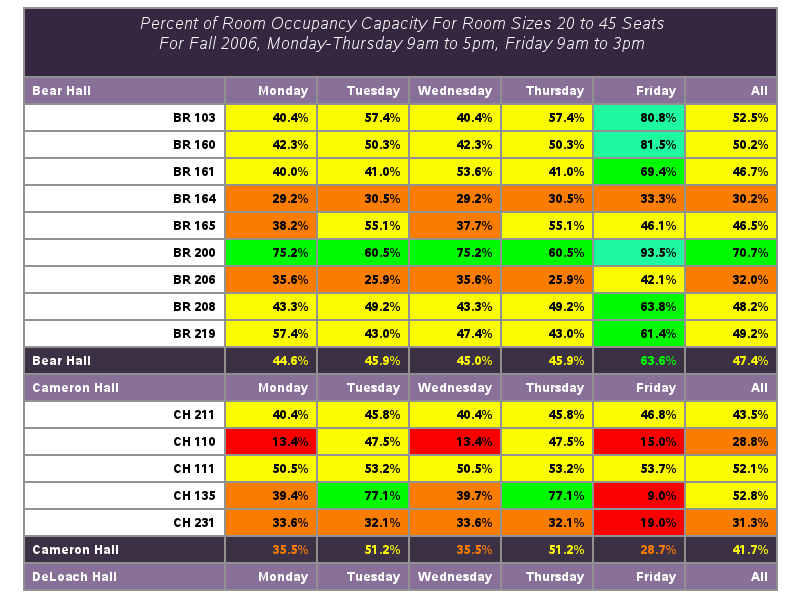 Percent of Room Occupancy Capacity For Room Sizes 20 to 45 Seats
For Fall 2006, Monday-Thursday 9am to 5pm, Friday 9am to 3pm
Bear Hall Monday Tuesday Wednesday Thursday Friday All
BR 103 40.4% 57.4% 40.4% 57.4% 80.8% 52.5%
BR 160 42.3% 50.3% 42.3% 50.3% 81.5% 50.2%
BR 161 40.0% 41.0% 53.6% 41.0% 69.4% 46.7%
BR 164 29.2% 30.5% 29.2% 30.5% 33.3% 30.2%
BR 165 38.2% 55.1% 37.7% 55.1% 46.1% 46.5%
BR 200 75.2% 60.5% 75.2% 60.5% 93.5% 70.7%
BR 206 35.6% 25.9% 35.6% 25.9% 42.1% 32.0%
BR 208 43.3% 49.2% 43.3% 49.2% 63.8% 48.2%
BR 219 57.4% 43.0% 47.4% 43.0% 61.4% 49.2%
Bear Hall 44.6% 45.9% 45.0% 45.9% 63.6% 47.4%
Cameron Hall Monday Tuesday Wednesday Thursday Friday All
CH 211 40.4% 45.8% 40.4% 45.8% 46.8% 43.5%
CH 110 13.4% 47.5% 13.4% 47.5% 15.0% 28.8%
CH 111 50.5% 53.2% 50.5% 53.2% 53.7% 52.1%
CH 135 39.4% 77.1% 39.7% 77.1% 9.0% 52.8%
CH 231 33.6% 32.1% 33.6% 32.1% 19.0% 31.3%
Cameron Hall 35.5% 51.2% 35.5% 51.2% 28.7% 41.7%
DeLoach Hall Monday Tuesday Wednesday Thursday Friday All